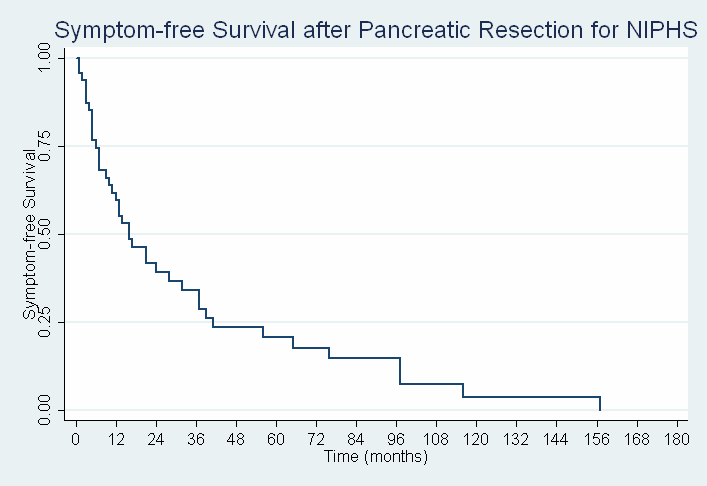 Symptom-free Survival after Pancreatic Resection for NIPHS
Symptom-free Survival
1.00
0.75
0.50
0.25
0.00
0 12 24 36 48 60 72 84 96 108 120 132 144 156 168 180
Time (months)